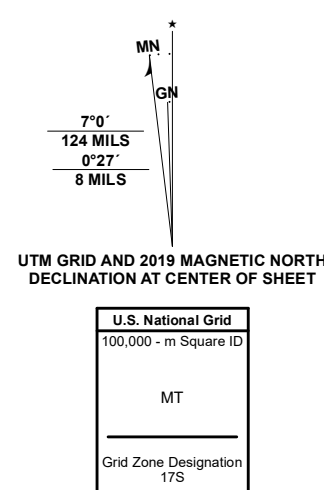 MN
GN
7°0´
124 MILS
0°27´
8 MILS
UTM GRID AND 2019 MAGNETIC NORTH
DECLINATION AT CENTER OF SHEET
U.S. National Grid
100,000 - m Square ID
MT
Grid Zone Designation
17S